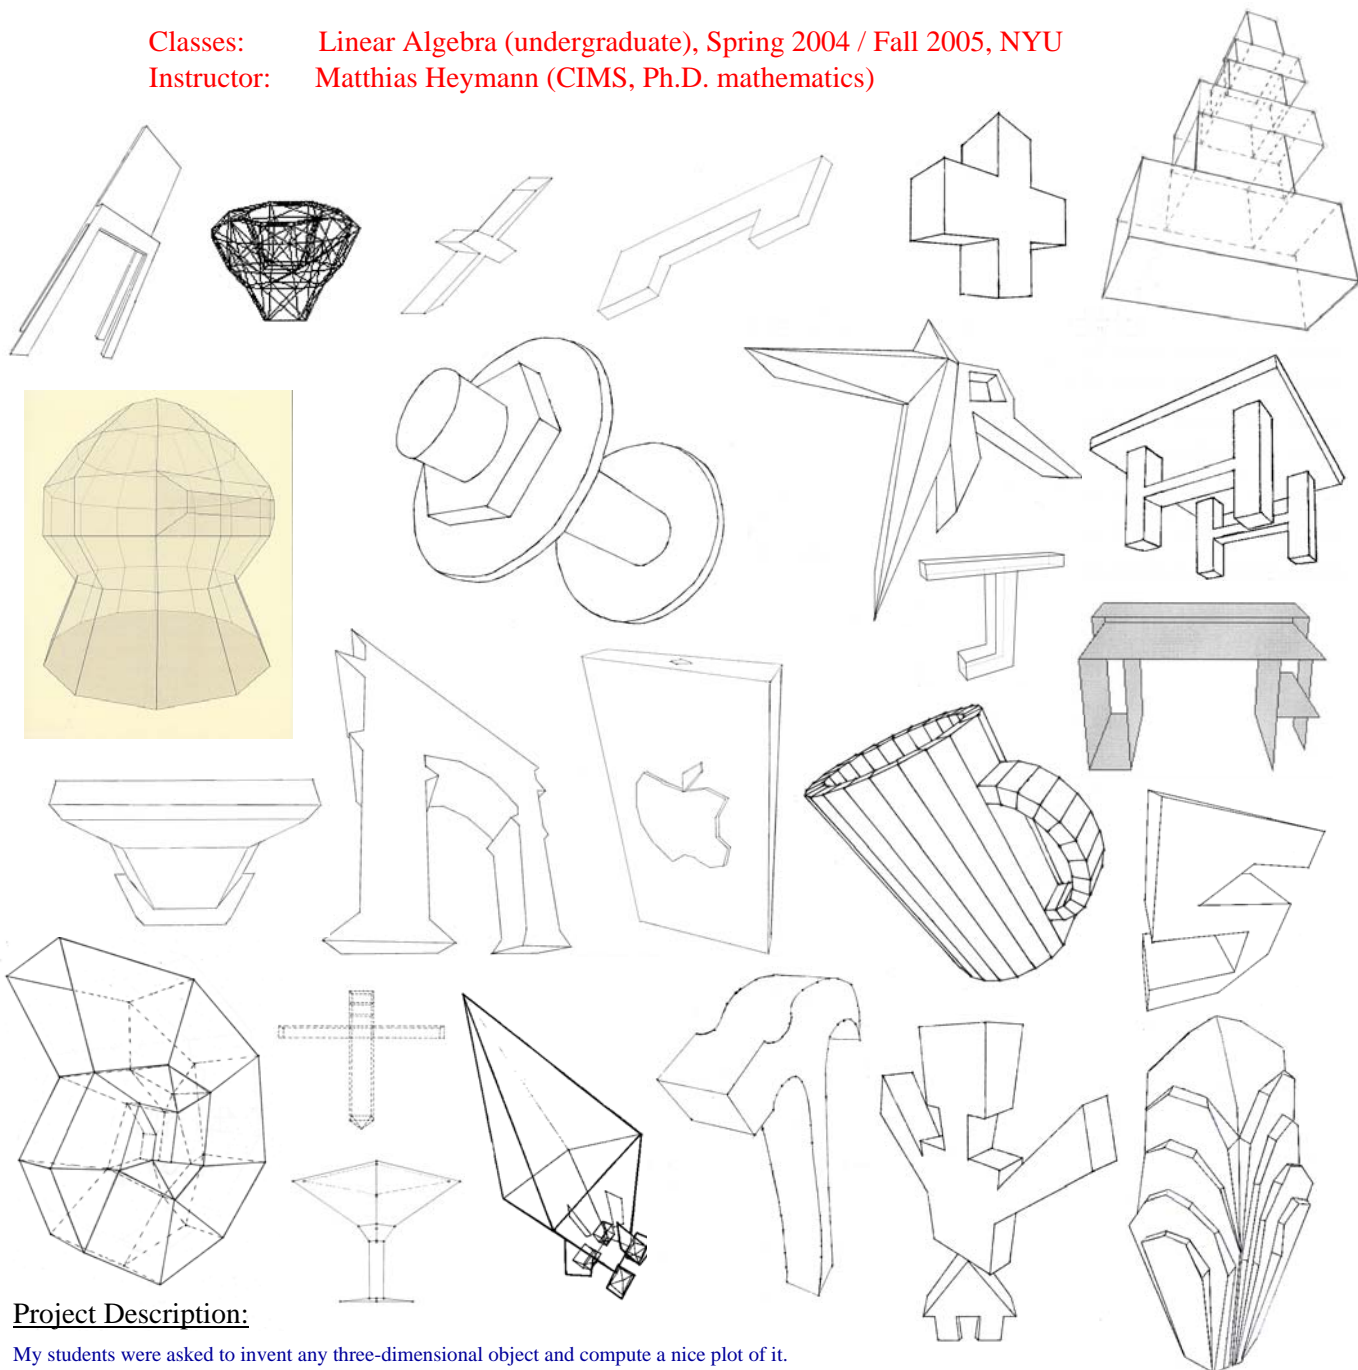 Classes: Linear Algebra (undergraduate), Spring 2004 / Fall 2005, NYU
Instructor: Matthias Heymann (CIMS, Ph.D. mathematics)
Project Description:
My students were asked to invent any three-dimensional object and compute a nice plot of it.